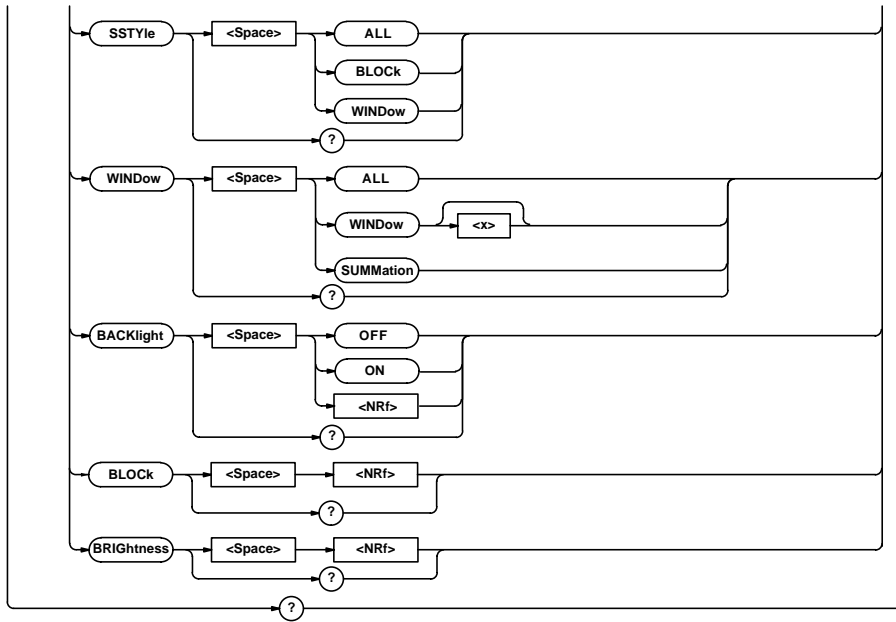 SSTYle <Space> ALL
BLOCk
WINDow
?
WINDow <Space> ALL
WINDow <x>
SUMMation
?
BACKlight <Space> OFF
ON
<NRf>
?
BLOCk <Space> <NRf>
?
BRIGhtness <Space> <NRf>
?
?